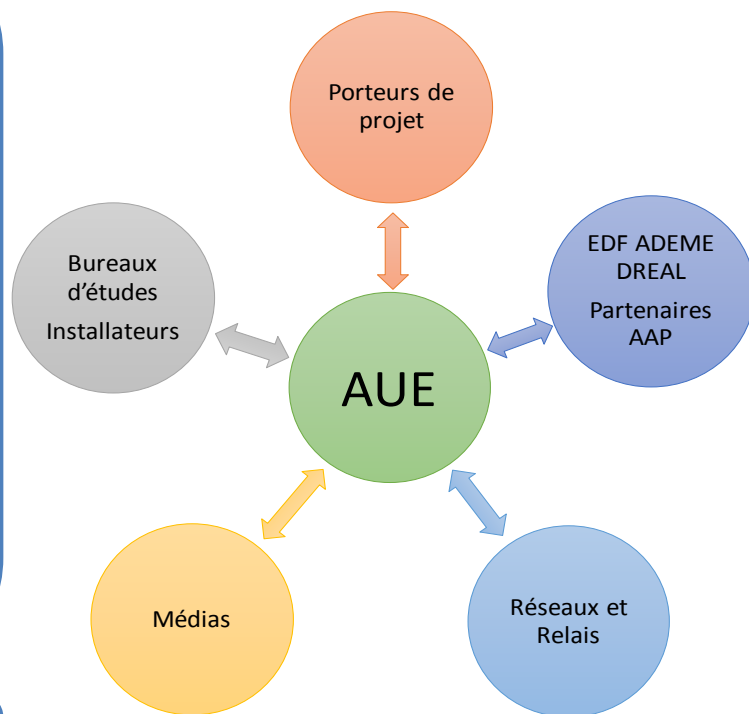 Porteurs de
projet
Bureaux
d’études
Installateurs
EDF ADEME
DREAL
Partenaires
AAP
AUE
Médias
Réseaux et
Relais